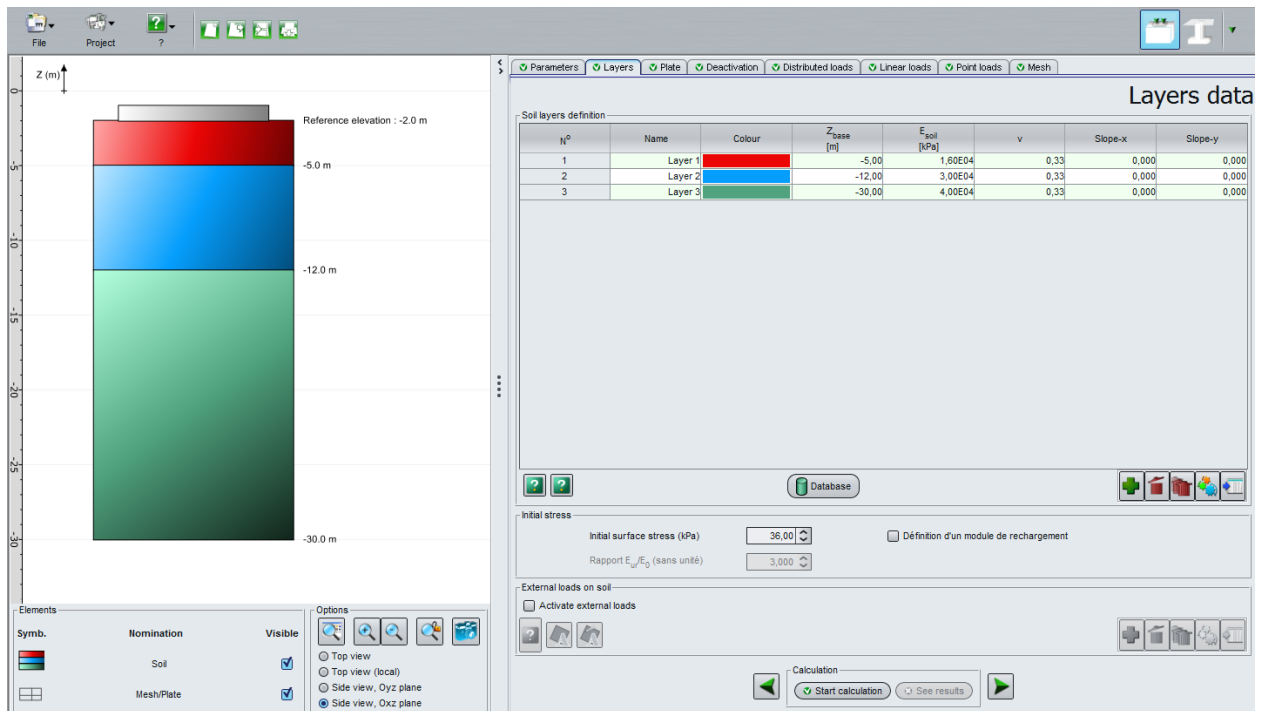 File Project ?
Z (m)
0
-5
-10
-15
-20
-25
-30
Reference elevation : -2.0 m
-5.0 m
-12.0 m
-30.0 m
Elements
Symb. Nomination Visible
Soil
Mesh/Plate
Options
Top view
Top view (local)
Side view, Oyz plane
Side view, Oxz plane
Parameters Layers Plate Deactivation Distributed loads Linear loads Point loads Mesh
Layers data
Soil layers definition
N° Name Colour Zbase [m] Esoil [kPa] ν Slope-x Slope-y
1 Layer 1 -5,00 1,60E04 0,33 0,000 0,000
2 Layer 2 -12,00 3,00E04 0,33 0,000 0,000
3 Layer 3 -30,00 4,00E04 0,33 0,000 0,000
? ? Database
Initial stress
Initial surface stress (kPa) 36,00 Définition d'un module de rechargement
Rapport Eur/E0 (sans unité) 3,000
External loads on soil
Activate external loads
?
Calculation
Start calculation See results